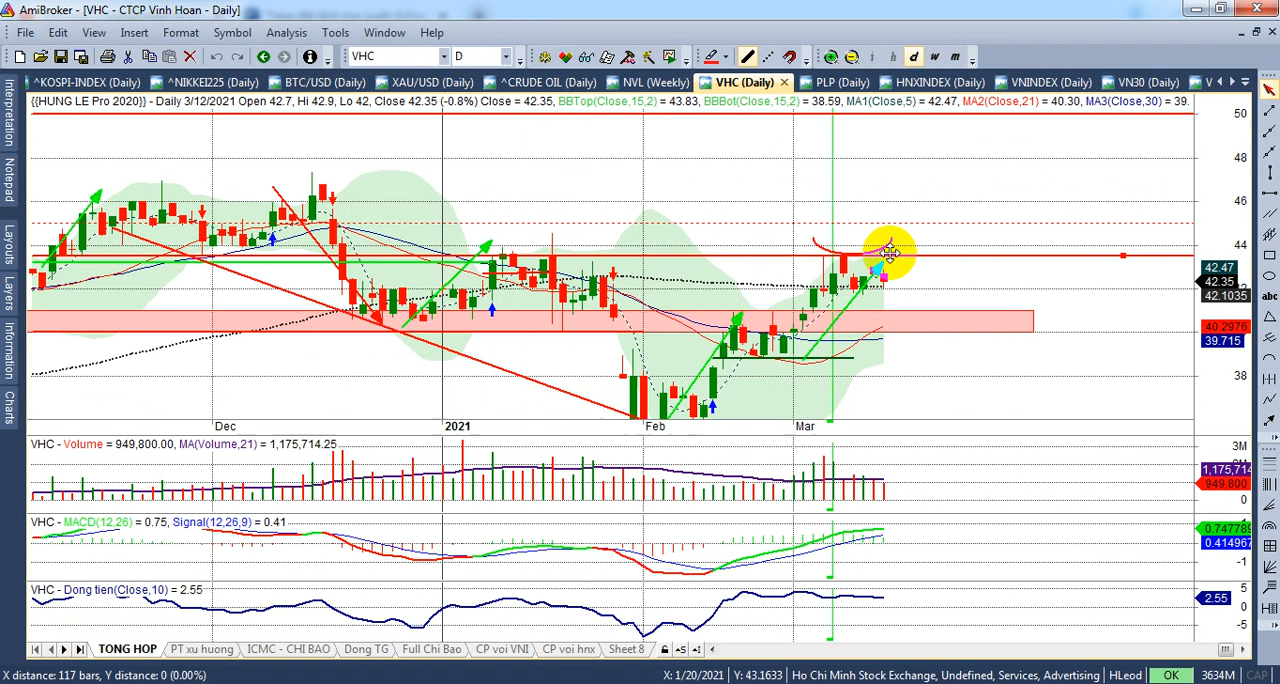 AmiBroker - [VHC - CTCP Vinh Hoan - Daily]
File Edit View Insert Format Symbol Analysis Tools Window Help
VHC D i h d w m
^KOSPI-INDEX (Daily) ^NIKKEI225 (Daily) BTC/USD (Daily) XAU/USD (Daily) ^CRUDE OIL (Daily) NVL (Weekly) VHC (Daily) PLP (Daily) HNXINDEX (Daily) VNINDEX (Daily) VN30 (Daily) V
{{HUNG LE Pro 2020}} - Daily 3/12/2021 Open 42.7, Hi 42.9, Lo 42, Close 42.35 (-0.8%) Close = 42.35, BBTop(Close,15,2) = 43.83, BBBot(Close,15,2) = 38.59, MA1(Close,5) = 42.47, MA2(Close,21) = 40.30, MA3(Close,30) = 39.
Interpretation
Notepad
Layouts
Layers
Information
Charts
50
48
46
44
42.47
42.35
42.1035
40.2976
39.715
38
Dec 2021 Feb Mar
VHC - Volume = 949,800.00, MA(Volume,21) = 1,175,714.25
3M
1,175,714
949,800
0
VHC - MACD(12,26) = 0.75, Signal(12,26,9) = 0.41
0.747789
0.414967
-1
VHC - Dong tien(Close,10) = 2.55
5
2.55
0
-5
TONG HOP PT xu huong ICMC - CHI BAO Dong TG Full Chi Bao CP voi VNI CP voi hnx Sheet 8
X distance: 117 bars, Y distance: 0 (0.00%) X: 1/20/2021 Y: 43.1633 Ho Chi Minh Stock Exchange, Undefined, Services, Advertising HLeod OK 3634M CAP
abc